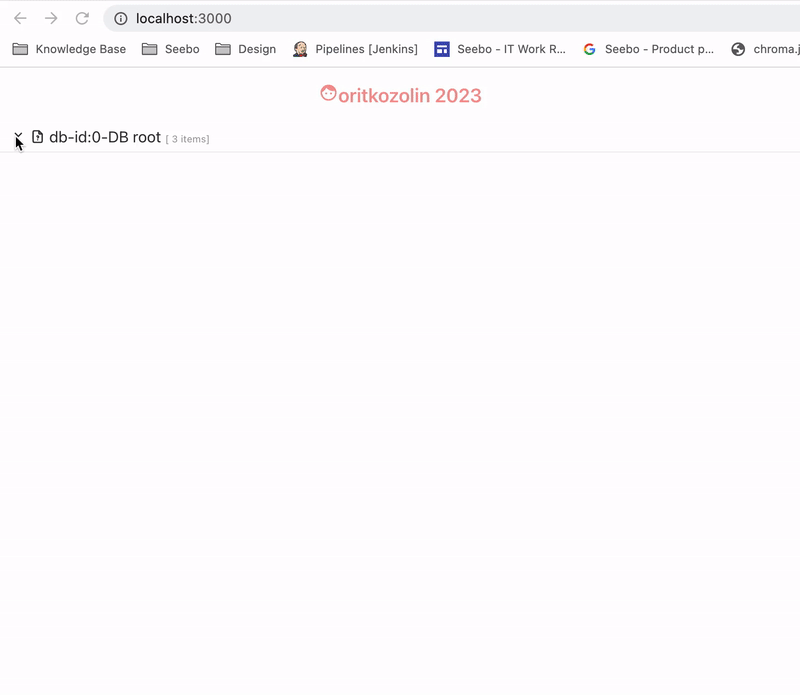 localhost:3000
Knowledge Base Seebo Design Pipelines [Jenkins] Seebo - IT Work R... Seebo - Product p... chroma.j
oritkozolin 2023
db-id:0-DB root [ 3 items]